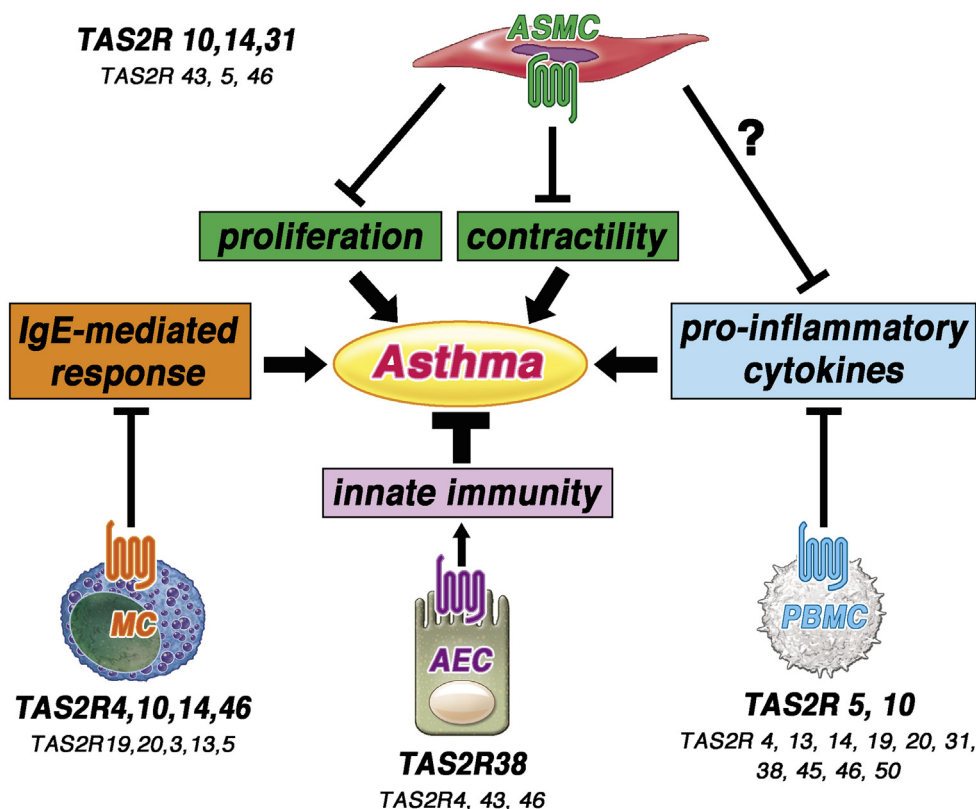 TAS2R 10,14,31
TAS2R 43, 5, 46
ASMC
?
proliferation
contractility
IgE-mediated
response
Asthma
pro-inflammatory
cytokines
innate immunity
MC
AEC
PBMC
TAS2R4,10,14,46
TAS2R19,20,3,13,5
TAS2R38
TAS2R4, 43, 46
TAS2R 5, 10
TAS2R 4, 13, 14, 19, 20, 31,
38, 45, 46, 50